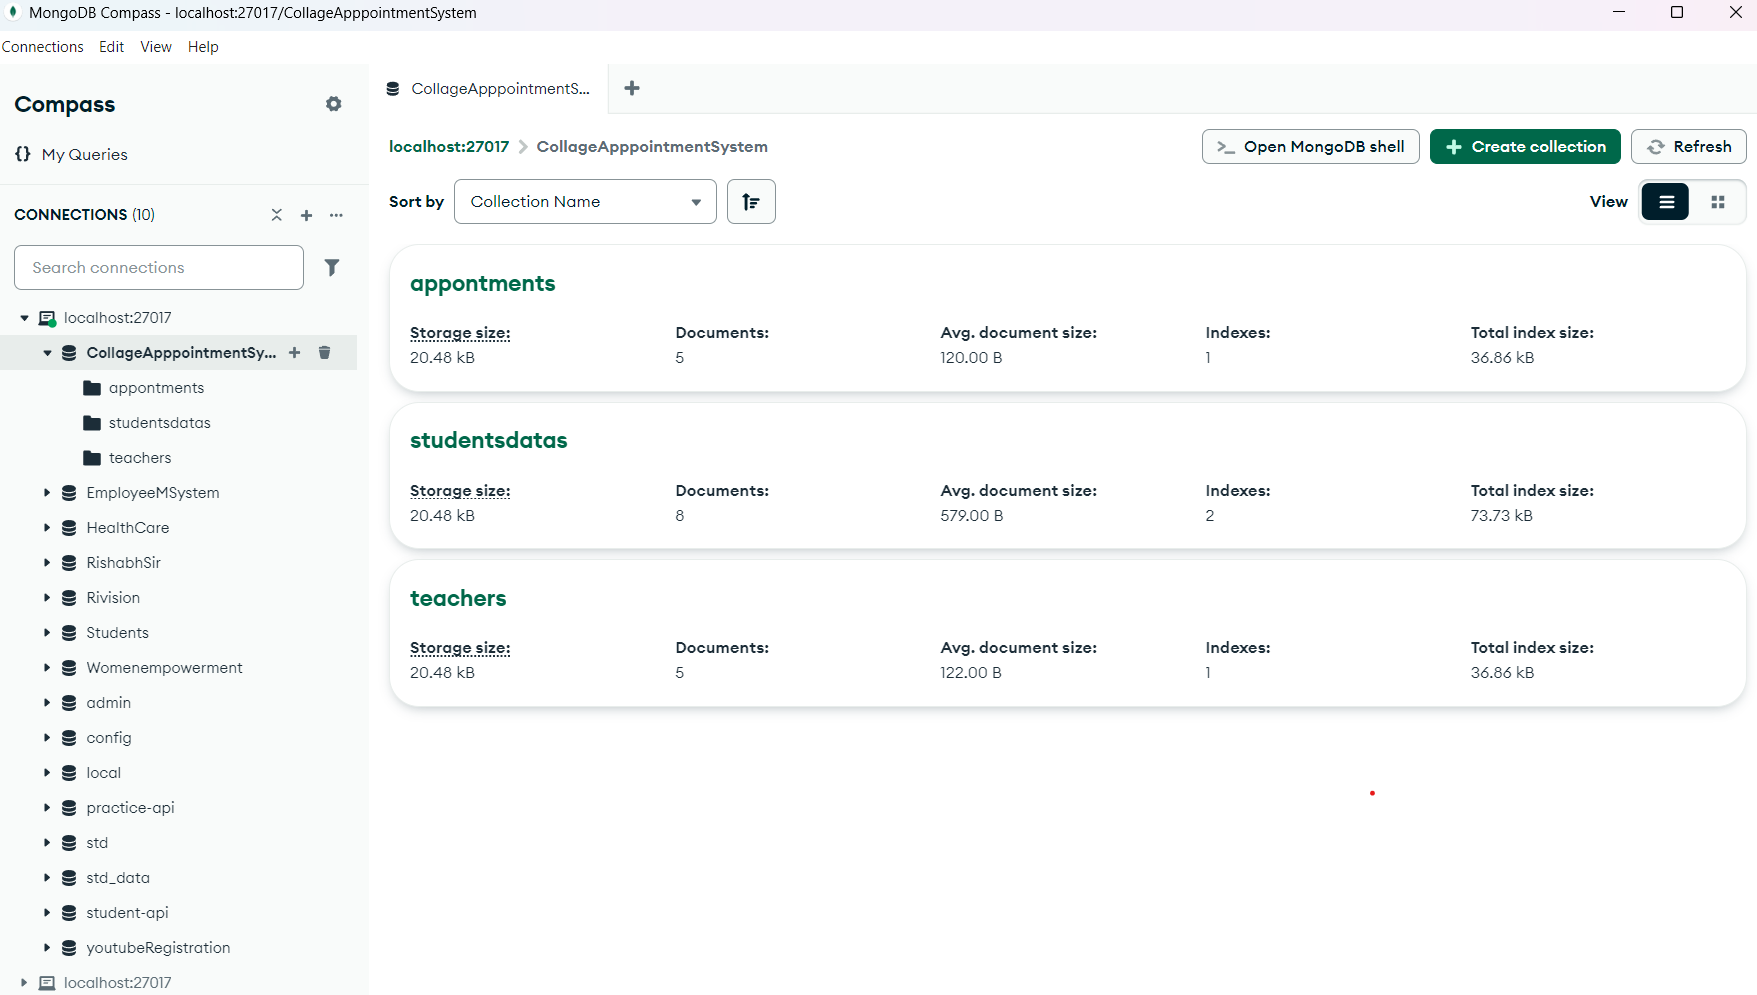 MongoDB Compass - localhost:27017/CollageApppointmentSystem
Connections Edit View Help
Compass
{} My Queries
CONNECTIONS (10)
Search connections
localhost:27017
CollageApppointmentSy...
appontments
studentsdatas
teachers
EmployeeMSystem
HealthCare
RishabhSir
Rivision
Students
Womenempowerment
admin
config
local
practice-api
std
std_data
student-api
youtubeRegistration
localhost:27017
CollageApppointmentS...
localhost:27017 > CollageApppointmentSystem
>_ Open MongoDB shell
+ Create collection
Refresh
Sort by Collection Name
View
appontments
Storage size: Documents: Avg. document size: Indexes: Total index size:
20.48 kB 5 120.00 B 1 36.86 kB
studentsdatas
Storage size: Documents: Avg. document size: Indexes: Total index size:
20.48 kB 8 579.00 B 2 73.73 kB
teachers
Storage size: Documents: Avg. document size: Indexes: Total index size:
20.48 kB 5 122.00 B 1 36.86 kB